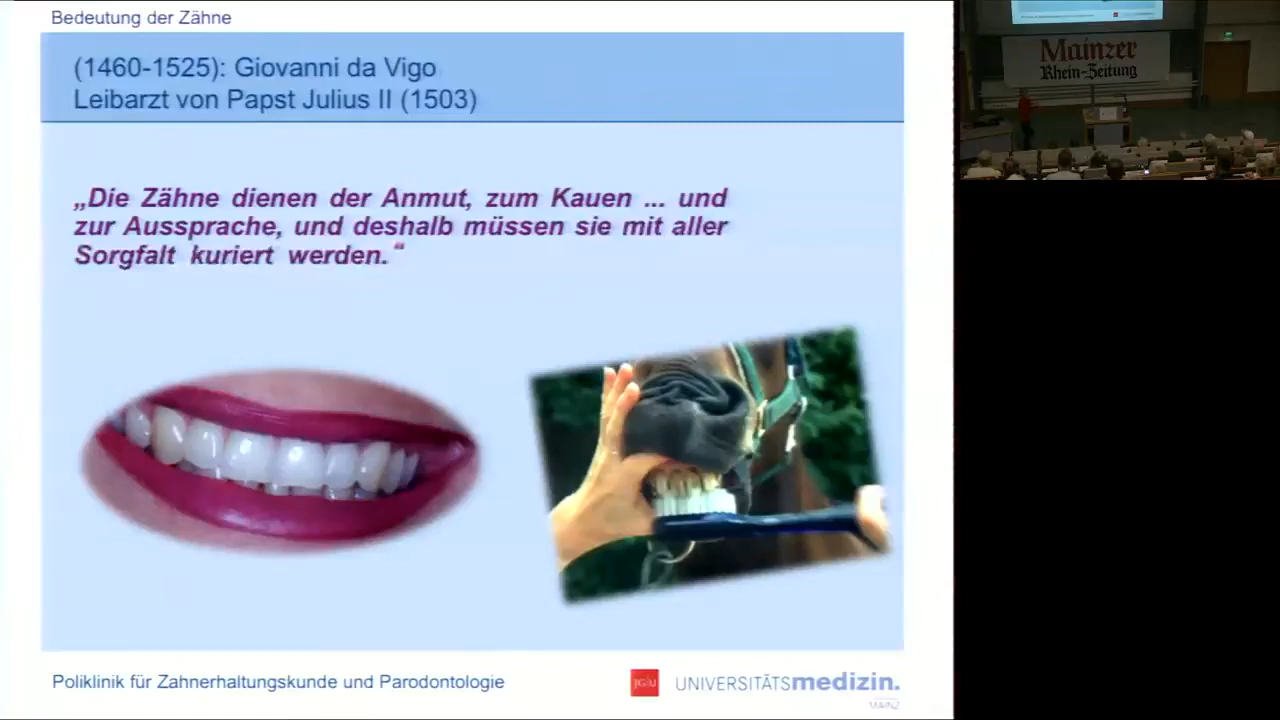 Bedeutung der Zähne
(1460-1525): Giovanni da Vigo
Leibarzt von Papst Julius II (1503)
„Die Zähne dienen der Anmut, zum Kauen ... und
zur Aussprache, und deshalb müssen sie mit aller
Sorgfalt kuriert werden.“
Poliklinik für Zahnerhaltungskunde und Parodontologie
JG|U UNIVERSITÄTSmedizin.
MAINZ
Mainzer
Rhein-Zeitung